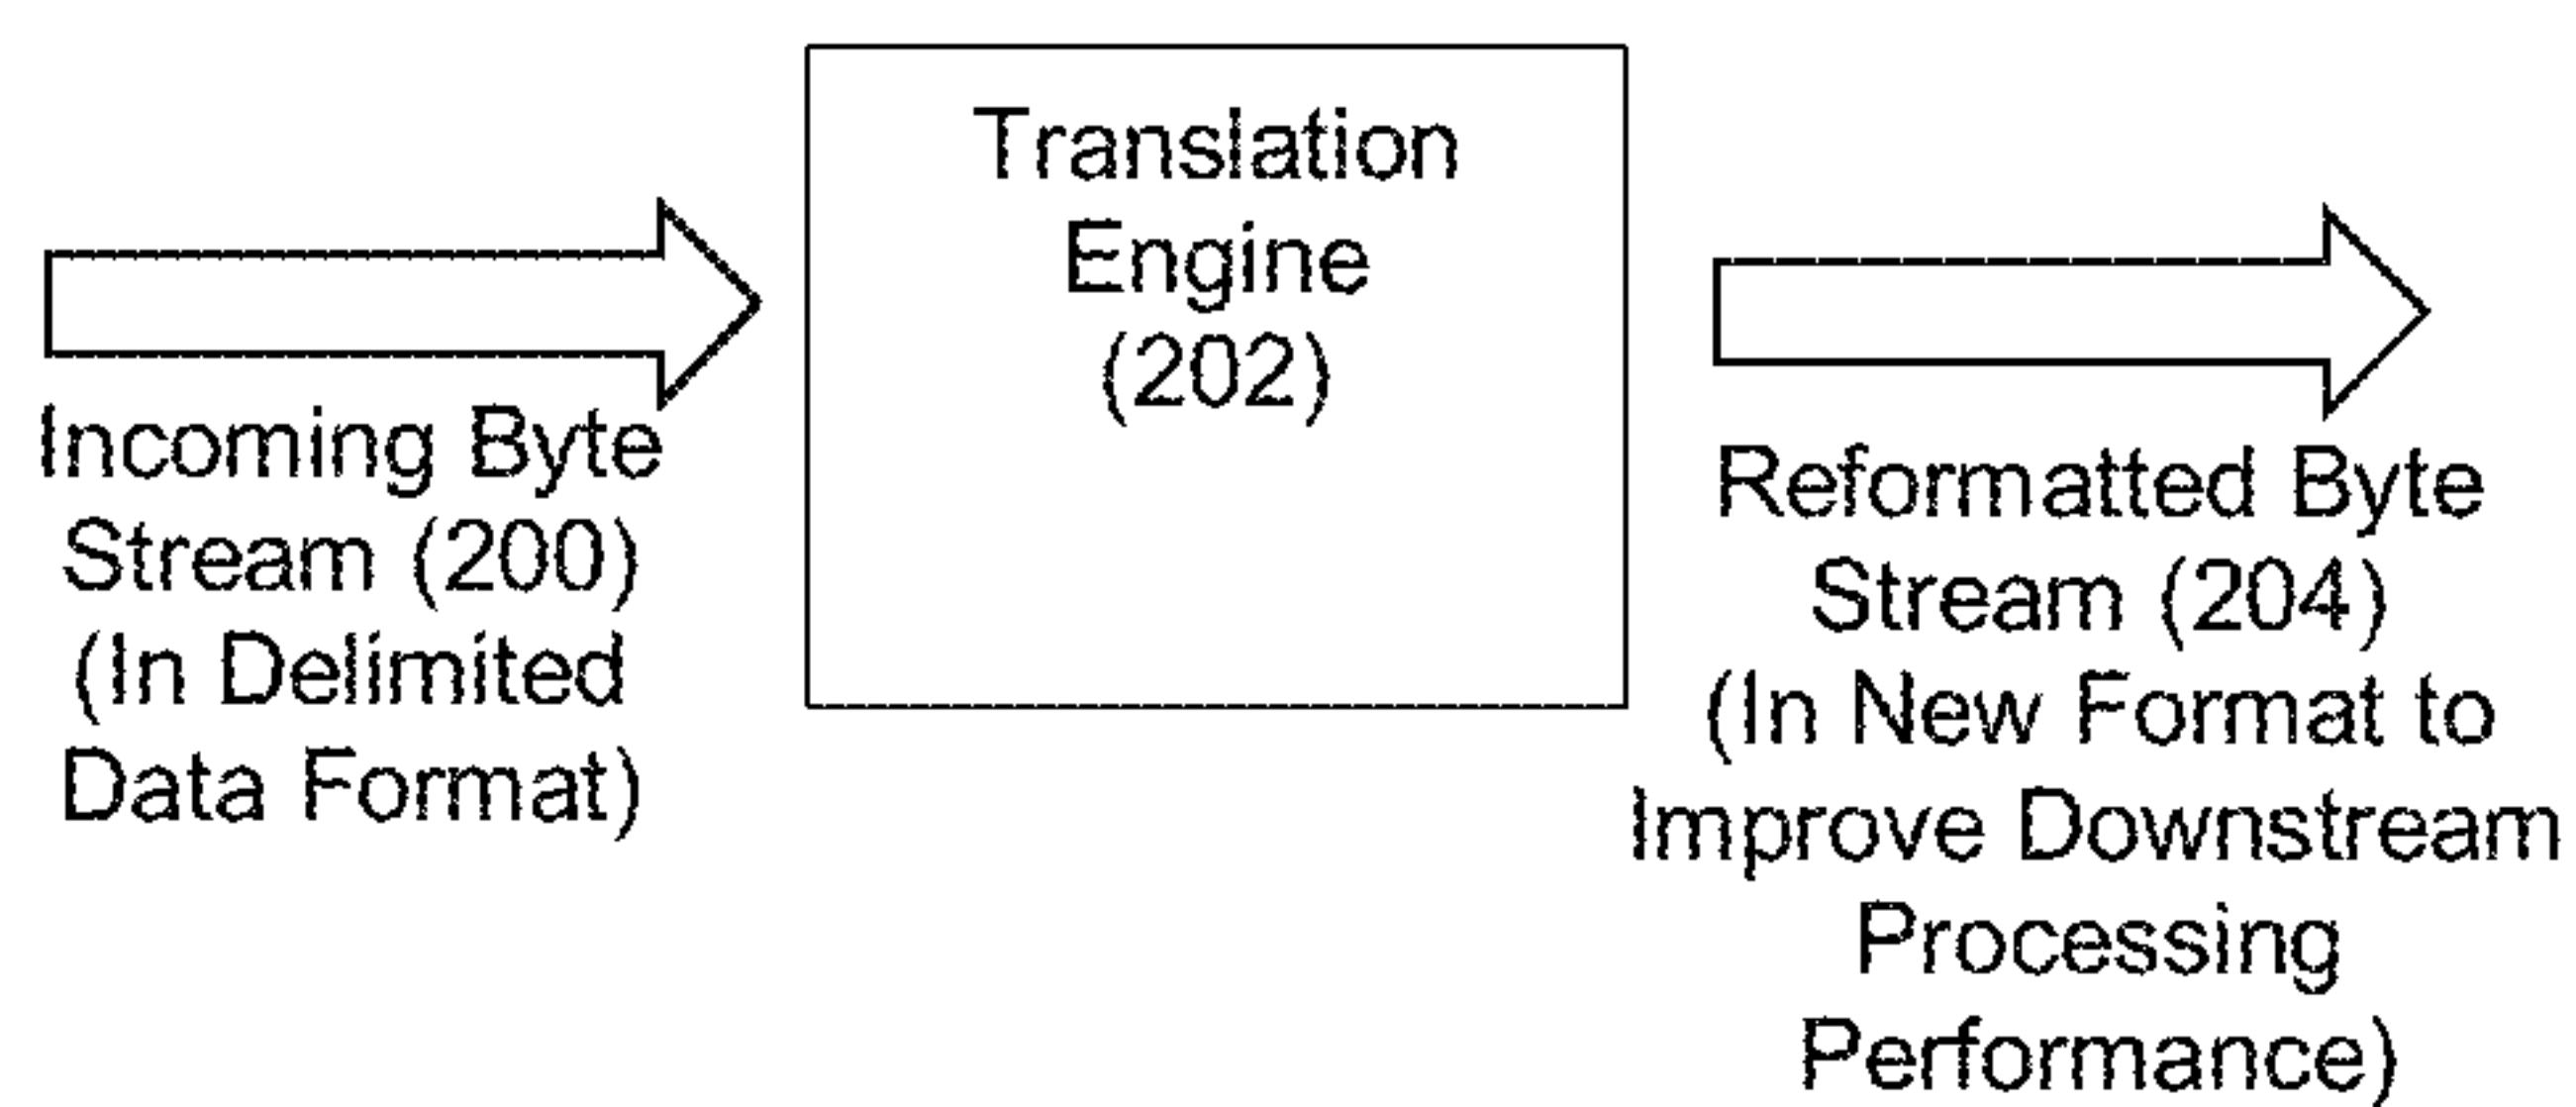 Translation
Engine
(202)
Incoming Byte
Stream (200)
(In Delimited
Data Format)
Reformatted Byte
Stream (204)
(In New Format to
Improve Downstream
Processing
Performance)